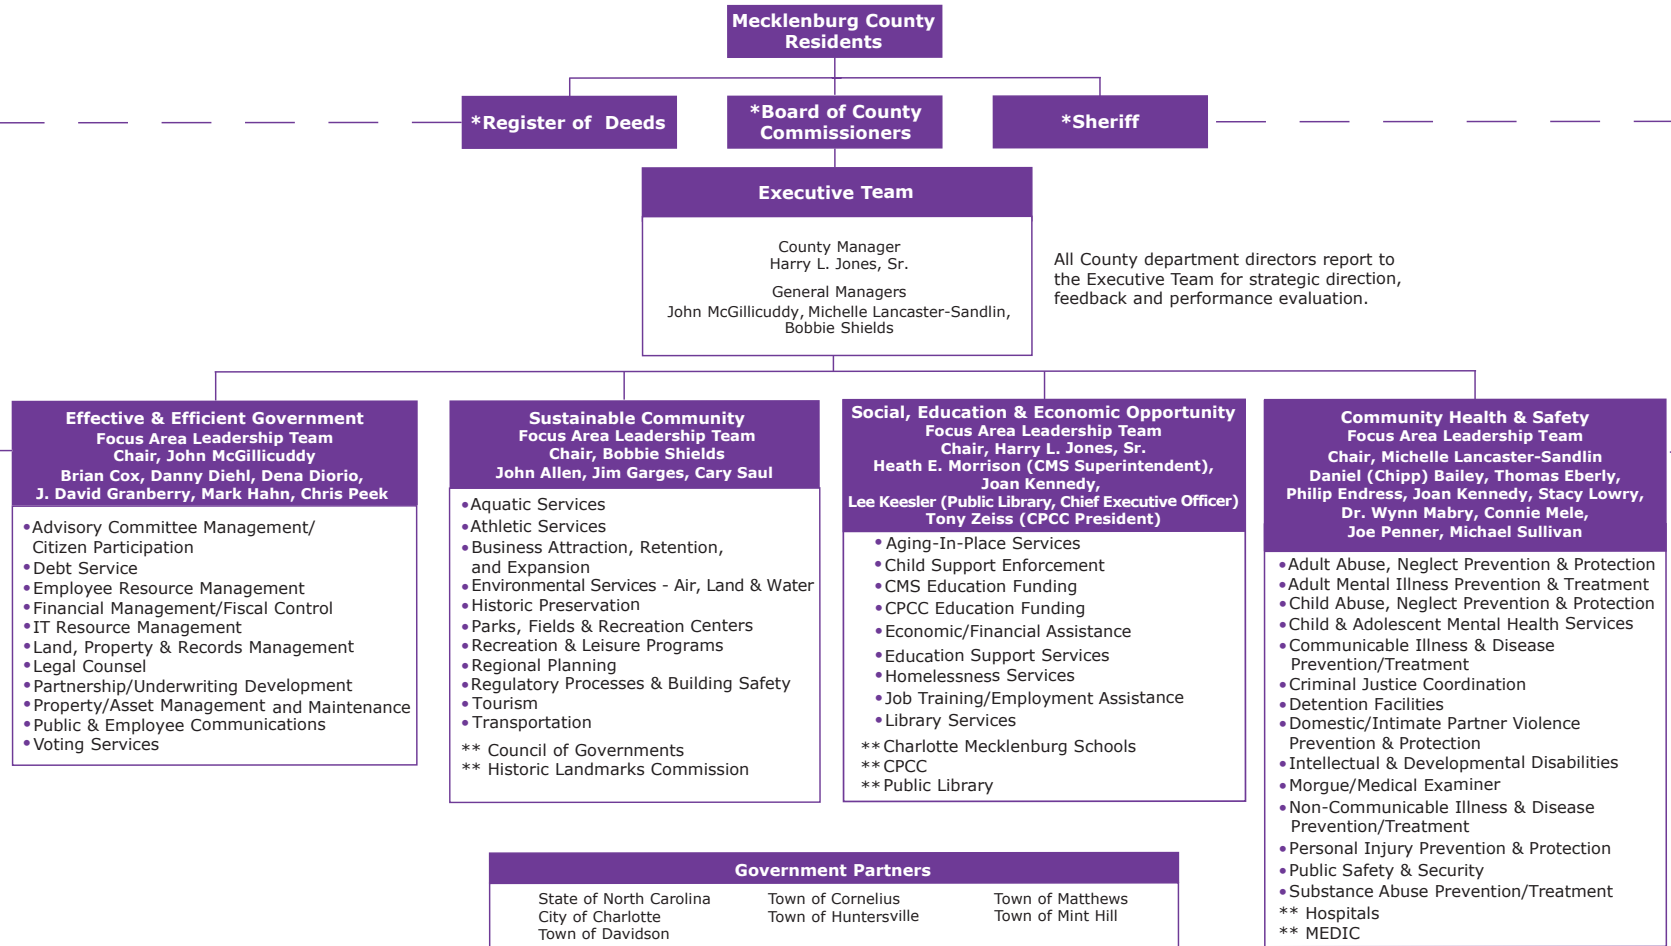 Mecklenburg County
Residents
*Register of Deeds
*Board of County
Commissioners
*Sheriff
Executive Team
County Manager
Harry L. Jones, Sr.
General Managers
John McGillicuddy, Michelle Lancaster-Sandlin,
Bobbie Shields
All County department directors report to
the Executive Team for strategic direction,
feedback and performance evaluation.
Effective & Efficient Government
Focus Area Leadership Team
Chair, John McGillicuddy
Brian Cox, Danny Diehl, Dena Diorio,
J. David Granberry, Mark Hahn, Chris Peek
•Advisory Committee Management/
Citizen Participation
•Debt Service
•Employee Resource Management
•Financial Management/Fiscal Control
•IT Resource Management
•Land, Property & Records Management
•Legal Counsel
•Partnership/Underwriting Development
•Property/Asset Management and Maintenance
•Public & Employee Communications
•Voting Services
Sustainable Community
Focus Area Leadership Team
Chair, Bobbie Shields
John Allen, Jim Garges, Cary Saul
•Aquatic Services
•Athletic Services
•Business Attraction, Retention,
and Expansion
•Environmental Services - Air, Land & Water
•Historic Preservation
•Parks, Fields & Recreation Centers
•Recreation & Leisure Programs
•Regional Planning
•Regulatory Processes & Building Safety
•Tourism
•Transportation
** Council of Governments
** Historic Landmarks Commission
Social, Education & Economic Opportunity
Focus Area Leadership Team
Chair, Harry L. Jones, Sr.
Heath E. Morrison (CMS Superintendent),
Joan Kennedy,
Lee Keesler (Public Library, Chief Executive Officer)
Tony Zeiss (CPCC President)
•Aging-In-Place Services
•Child Support Enforcement
•CMS Education Funding
•CPCC Education Funding
•Economic/Financial Assistance
•Education Support Services
•Homelessness Services
•Job Training/Employment Assistance
•Library Services
**Charlotte Mecklenburg Schools
**CPCC
**Public Library
Community Health & Safety
Focus Area Leadership Team
Chair, Michelle Lancaster-Sandlin
Daniel (Chipp) Bailey, Thomas Eberly,
Philip Endress, Joan Kennedy, Stacy Lowry,
Dr. Wynn Mabry, Connie Mele,
Joe Penner, Michael Sullivan
•Adult Abuse, Neglect Prevention & Protection
•Adult Mental Illness Prevention & Treatment
•Child Abuse, Neglect Prevention & Protection
•Child & Adolescent Mental Health Services
•Communicable Illness & Disease
Prevention/Treatment
•Criminal Justice Coordination
•Detention Facilities
•Domestic/Intimate Partner Violence
Prevention & Protection
•Intellectual & Developmental Disabilities
•Morgue/Medical Examiner
•Non-Communicable Illness & Disease
Prevention/Treatment
•Personal Injury Prevention & Protection
•Public Safety & Security
•Substance Abuse Prevention/Treatment
** Hospitals
** MEDIC
Government Partners
State of North Carolina
City of Charlotte
Town of Davidson
Town of Cornelius
Town of Huntersville
Town of Matthews
Town of Mint Hill